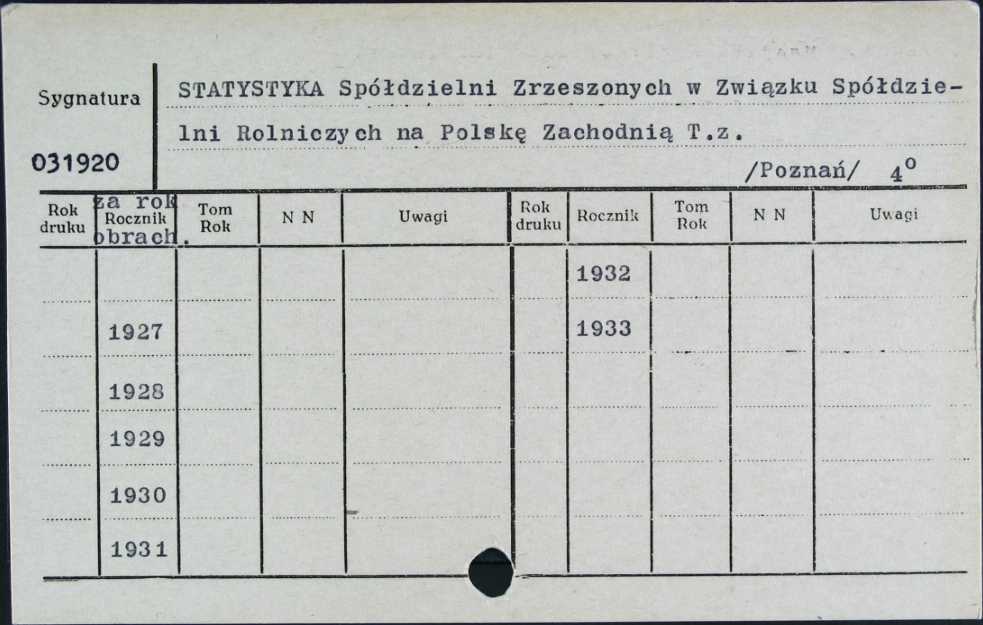 STATYSTYKA Spółdzielni Zrzeszonych w Związku Spółdzie-
Sygnatura
lni Rolniczych na Polskę Zachodnią T.z.
031920
/Poznań/ 4⁰
za rok
obrach.
Rok druku Rocznik Tom Rok N N Uwagi Rok druku Rocznik Tom Rok N N Uwagi
1932
1927 1933
1928
1929
1930
1931